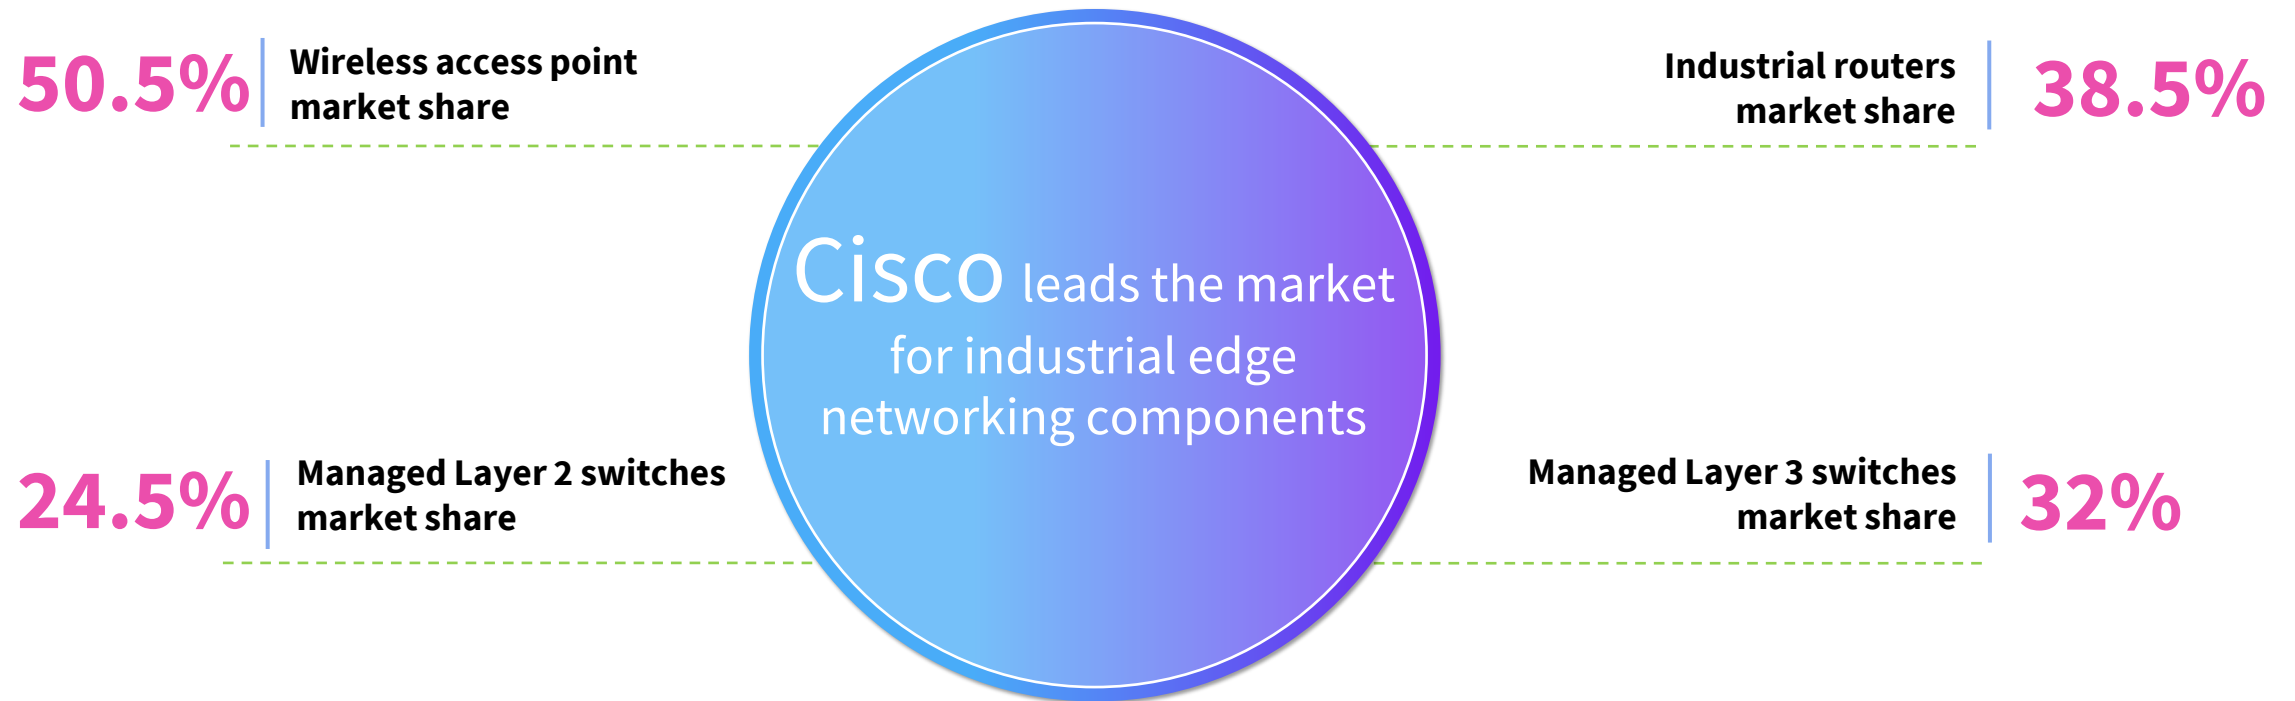 50.5%
Wireless access point
market share
Industrial routers
market share
38.5%
Cisco leads the market
for industrial edge
networking components
24.5%
Managed Layer 2 switches
market share
Managed Layer 3 switches
market share
32%